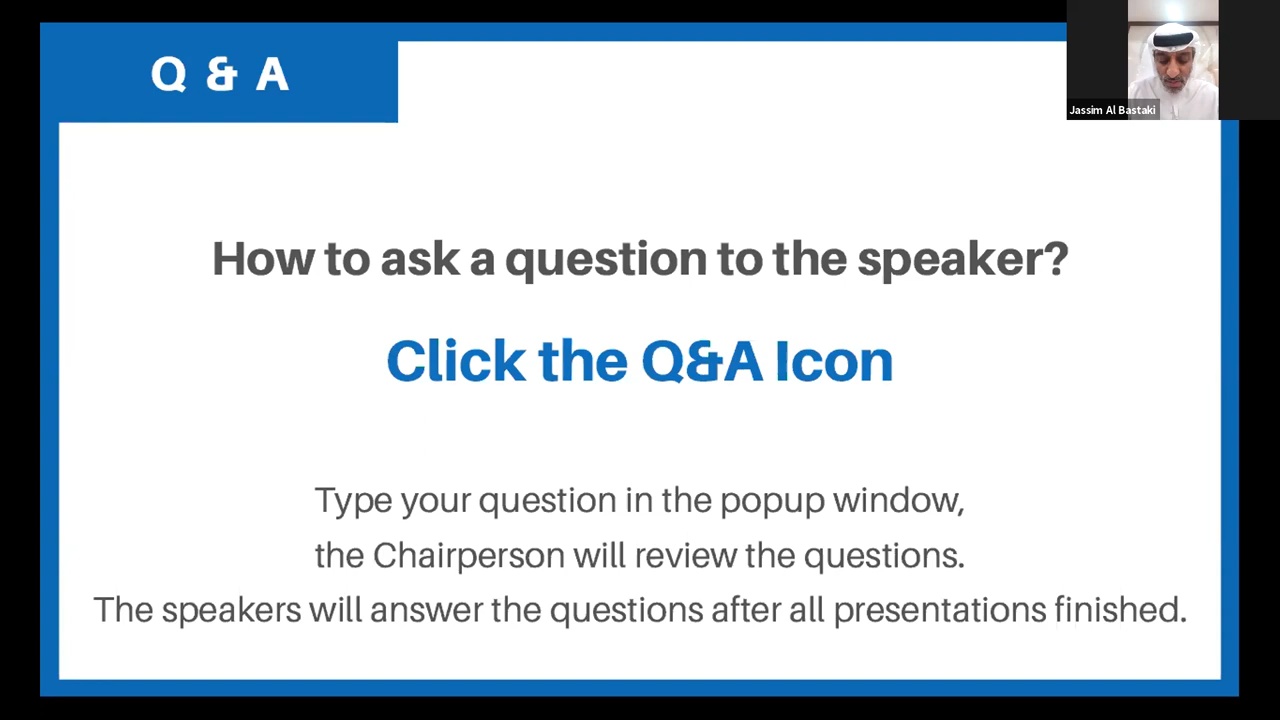 Q & A
Jassim Al Bastaki
How to ask a question to the speaker?
Click the Q&A Icon
Type your question in the popup window,
the Chairperson will review the questions.
The speakers will answer the questions after all presentations finished.